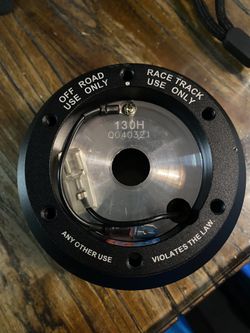 OFF ROAD
USE ONLY
RACE TRACK
USE ONLY
130H
Q040321
ANY OTHER USE
VIOLATES THE LAW.